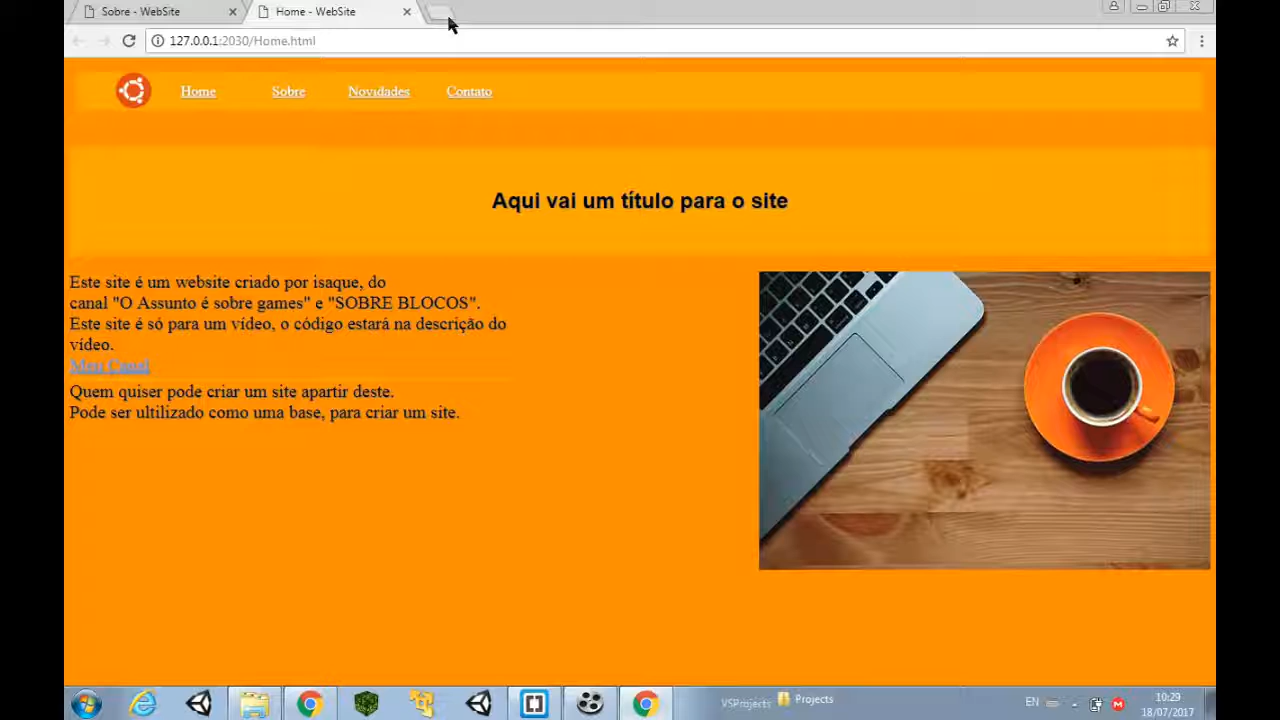 Sobre - WebSite
Home - WebSite
127.0.0.1:2030/Home.html
Home
Sobre
Novidades
Contato
Aqui vai um título para o site
Este site é um website criado por isaque, do
canal "O Assunto é sobre games" e "SOBRE BLOCOS".
Este site é só para um vídeo, o código estará na descrição do
vídeo.
Meu Canal
Quem quiser pode criar um site apartir deste.
Pode ser ultilizado como uma base, para criar um site.
VSProjects
Projects
EN
10:29
18/07/2017